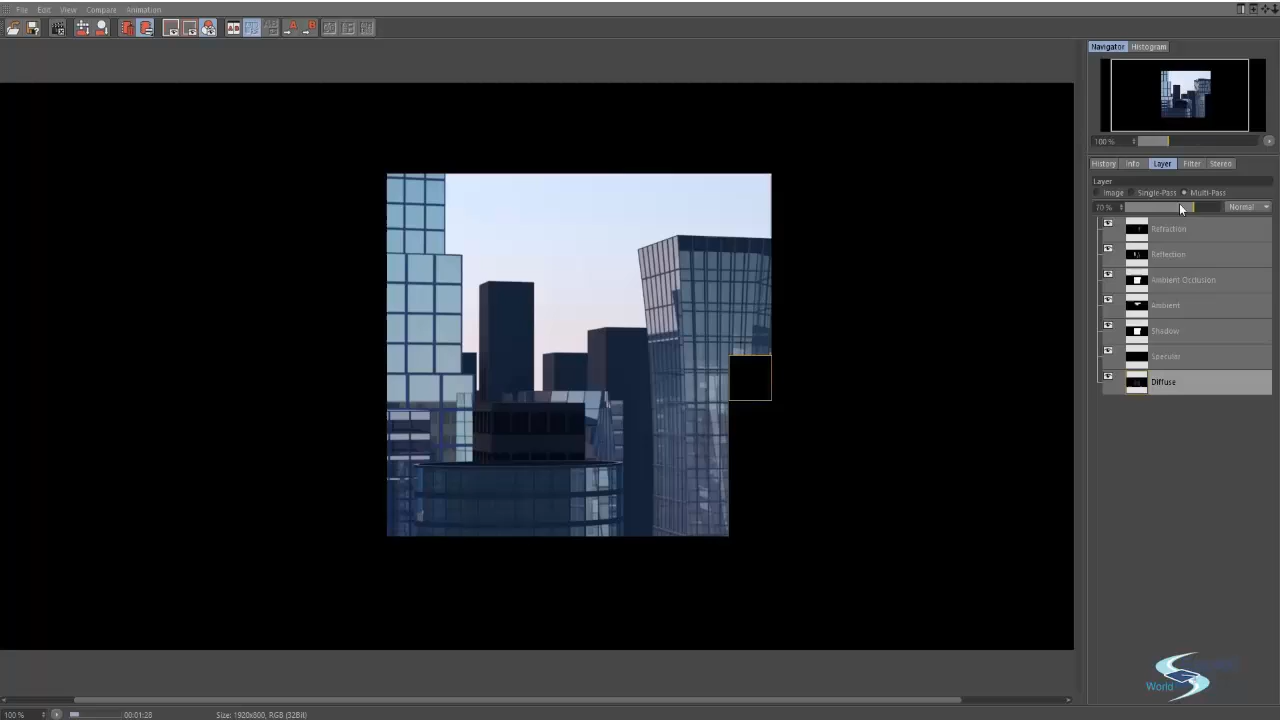 File Edit View Compare Animation
Navigator Histogram
100 %
History Info Layer Filter Stereo
Layer
Image Single-Pass Multi-Pass
70 % Normal
Refraction
Reflection
Ambient Occlusion
Ambient
Shadow
Specular
Diffuse
World
100 % 00:01:28 Size: 1920x800, RGB (32Bit)